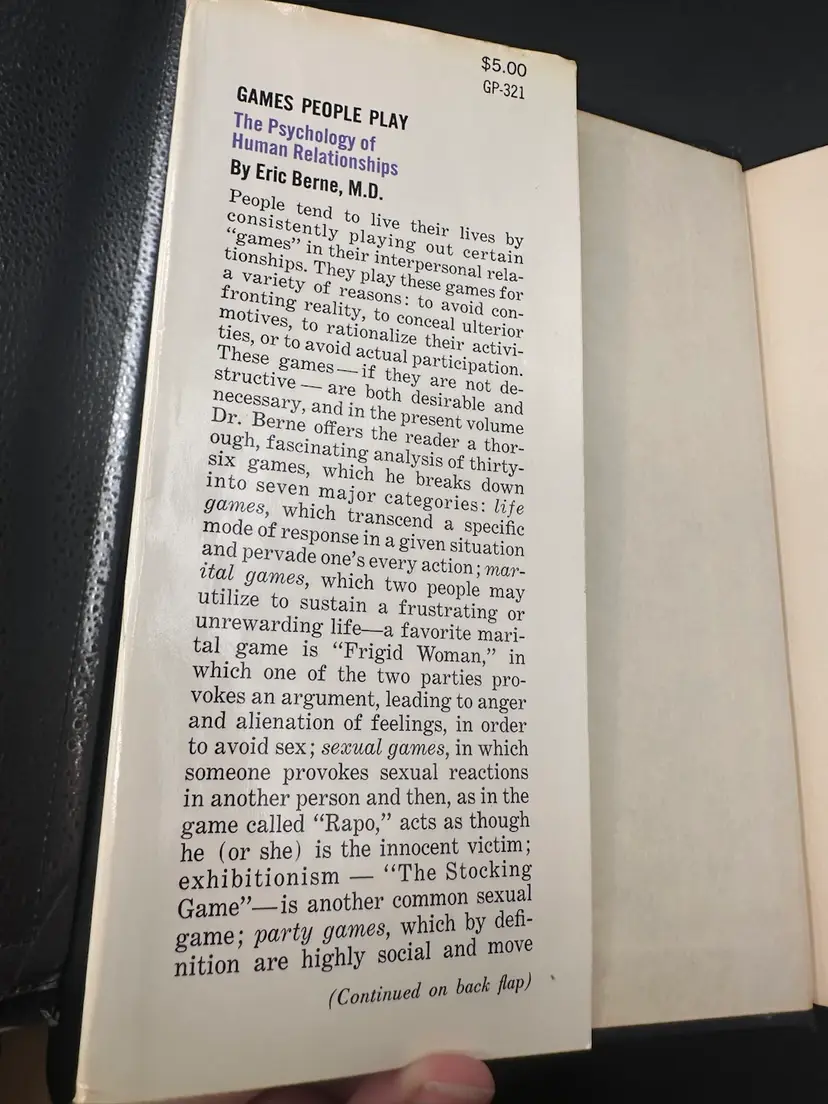 $5.00
GP-321
GAMES PEOPLE PLAY
The Psychology of
Human Relationships
By Eric Berne, M.D.
People tend to live their lives by
consistently playing out certain
“games” in their interpersonal rela-
tionships. They play these games for
a variety of reasons: to avoid con-
fronting reality, to conceal ulterior
motives, to rationalize their activi-
ties, or to avoid actual participation.
These games—if they are not de-
structive — are both desirable and
necessary, and in the present volume
Dr. Berne offers the reader a thor-
ough, fascinating analysis of thirty-
six games, which he breaks down
into seven major categories: life
games, which transcend a specific
mode of response in a given situation
and pervade one’s every action; mar-
ital games, which two people may
utilize to sustain a frustrating or
unrewarding life—a favorite mari-
tal game is “Frigid Woman,” in
which one of the two parties pro-
vokes an argument, leading to anger
and alienation of feelings, in order
to avoid sex; sexual games, in which
someone provokes sexual reactions
in another person and then, as in the
game called “Rapo,” acts as though
he (or she) is the innocent victim;
exhibitionism — “The Stocking
Game”—is another common sexual
game; party games, which by defi-
nition are highly social and move
(Continued on back flap)